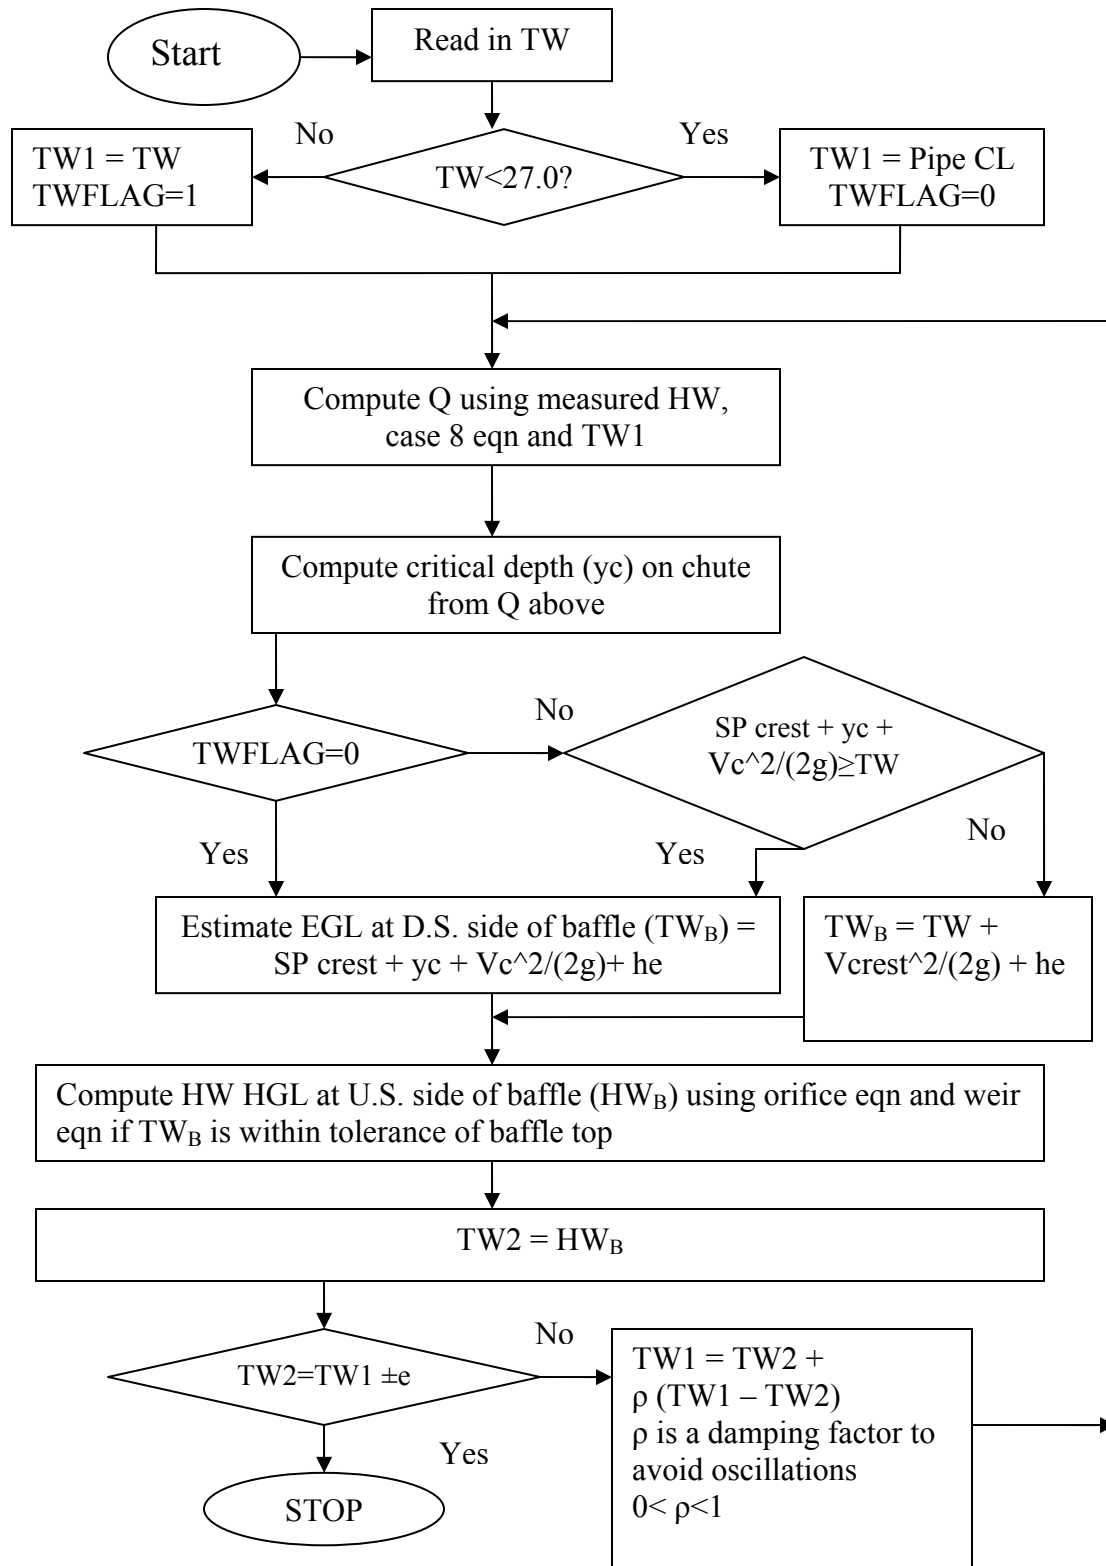 Start
Read in TW
No
Yes
TW1 = TW
TWFLAG=1
TW<27.0?
TW1 = Pipe CL
TWFLAG=0
Compute Q using measured HW,
case 8 eqn and TW1
Compute critical depth (yc) on chute
from Q above
TWFLAG=0
No
SP crest + yc +
Vc^2/(2g)≥TW
Yes
Yes
No
Estimate EGL at D.S. side of baffle (TWB) =
SP crest + yc + Vc^2/(2g)+ he
TWB = TW +
Vcrest^2/(2g) + he
Compute HW HGL at U.S. side of baffle (HWB) using orifice eqn and weir
eqn if TWB is within tolerance of baffle top
TW2 = HWB
TW2=TW1 ±e
No
Yes
TW1 = TW2 +
ρ (TW1 – TW2)
ρ is a damping factor to
avoid oscillations
0< ρ<1
STOP